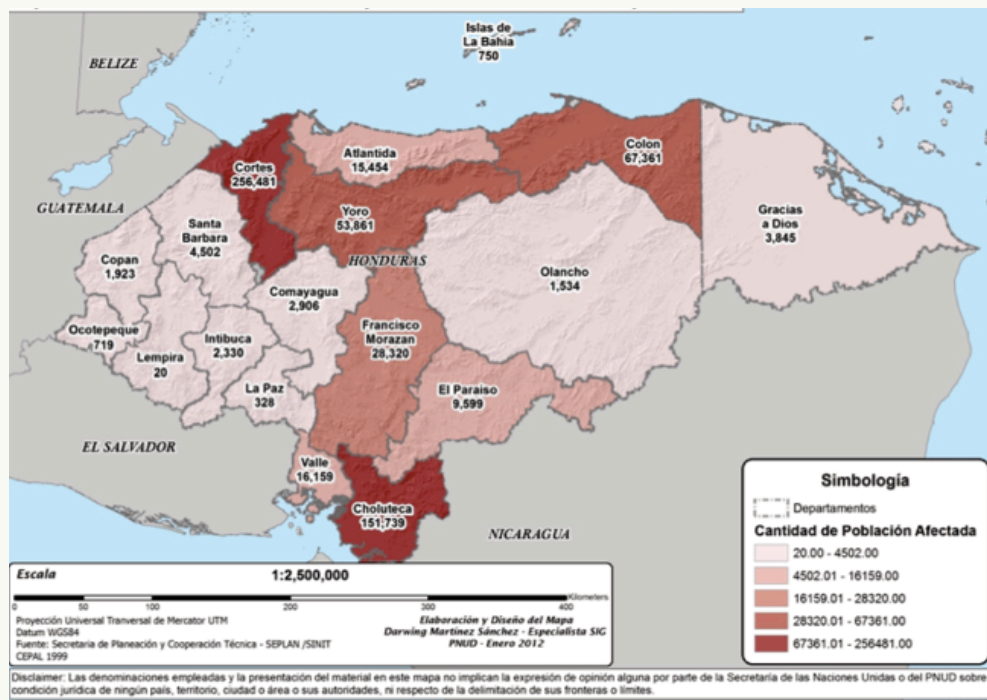 Islas de
La Bahia
750
BELIZE
Colon
67,361
Atlantida
15,454
Cortes
256,481
GUATEMALA
Yoro
53,861
Gracias
a Dios
3,845
Santa
Barbara
4,502
Copan
1,923
HONDURAS
Olancho
1,534
Comayagua
2,906
Ocotepeque
719
Francisco
Morazan
28,320
Intibuca
2,330
Lempira
20
La Paz
328
El Paraiso
9,599
EL SALVADOR
Valle
16,159
Choluteca
151,739
NICARAGUA
Simbología
Departamentos
Cantidad de Población Afectada
20.00 - 4502.00
4502.01 - 16159.00
16159.01 - 28320.00
28320.01 - 67361.00
67361.01 - 256481.00
Escala
1:2,500,000
Kilometers
0 50 100 200 300 400
Proyección Universal Tranversal de Mercator UTM
Datum WGS84
Fuente: Secretaria de Planeación y Cooperación Técnica - SEPLAN /SINIT
CEPAL 1999
Elaboración y Diseño del Mapa
Darwing Martínez Sánchez - Especialista SIG
PNUD - Enero 2012
Disclaimer: Las denominaciones empleadas y la presentación del material en este mapa no implican la expresión de opinión alguna por parte de la Secretaría de las Naciones Unidas o del PNUD sobre
condición jurídica de ningún país, territorio, ciudad o área o sus autoridades, ni respecto de la delimitación de sus fronteras o límites.